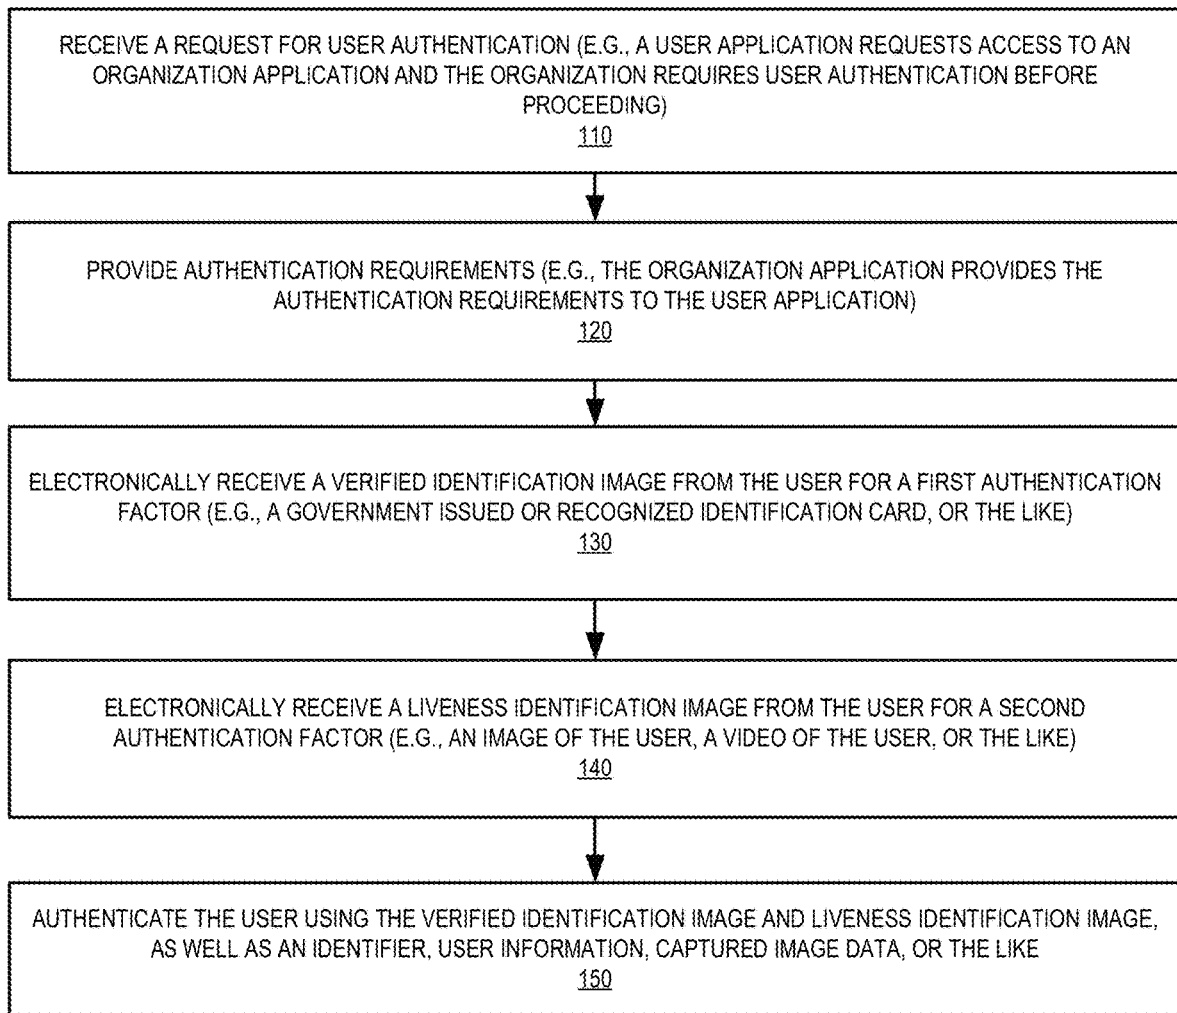 RECEIVE A REQUEST FOR USER AUTHENTICATION (E.G., A USER APPLICATION REQUESTS ACCESS TO AN
ORGANIZATION APPLICATION AND THE ORGANIZATION REQUIRES USER AUTHENTICATION BEFORE
PROCEEDING)
110
PROVIDE AUTHENTICATION REQUIREMENTS (E.G., THE ORGANIZATION APPLICATION PROVIDES THE
AUTHENTICATION REQUIREMENTS TO THE USER APPLICATION)
120
ELECTRONICALLY RECEIVE A VERIFIED IDENTIFICATION IMAGE FROM THE USER FOR A FIRST AUTHENTICATION
FACTOR (E.G., A GOVERNMENT ISSUED OR RECOGNIZED IDENTIFICATION CARD, OR THE LIKE)
130
ELECTRONICALLY RECEIVE A LIVENESS IDENTIFICATION IMAGE FROM THE USER FOR A SECOND
AUTHENTICATION FACTOR (E.G., AN IMAGE OF THE USER, A VIDEO OF THE USER, OR THE LIKE)
140
AUTHENTICATE THE USER USING THE VERIFIED IDENTIFICATION IMAGE AND LIVENESS IDENTIFICATION IMAGE,
AS WELL AS AN IDENTIFIER, USER INFORMATION, CAPTURED IMAGE DATA, OR THE LIKE
150